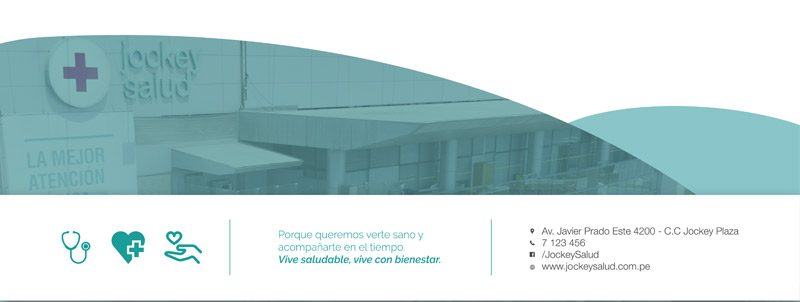 jockey
salud
LA MEJOR
ATENCIÓN
Porque queremos verte sano y
acompañarte en el tiempo.
Vive saludable, vive con bienestar.
Av. Javier Prado Este 4200 - C.C Jockey Plaza
7 123 456
/JockeySalud
www.jockeysalud.com.pe